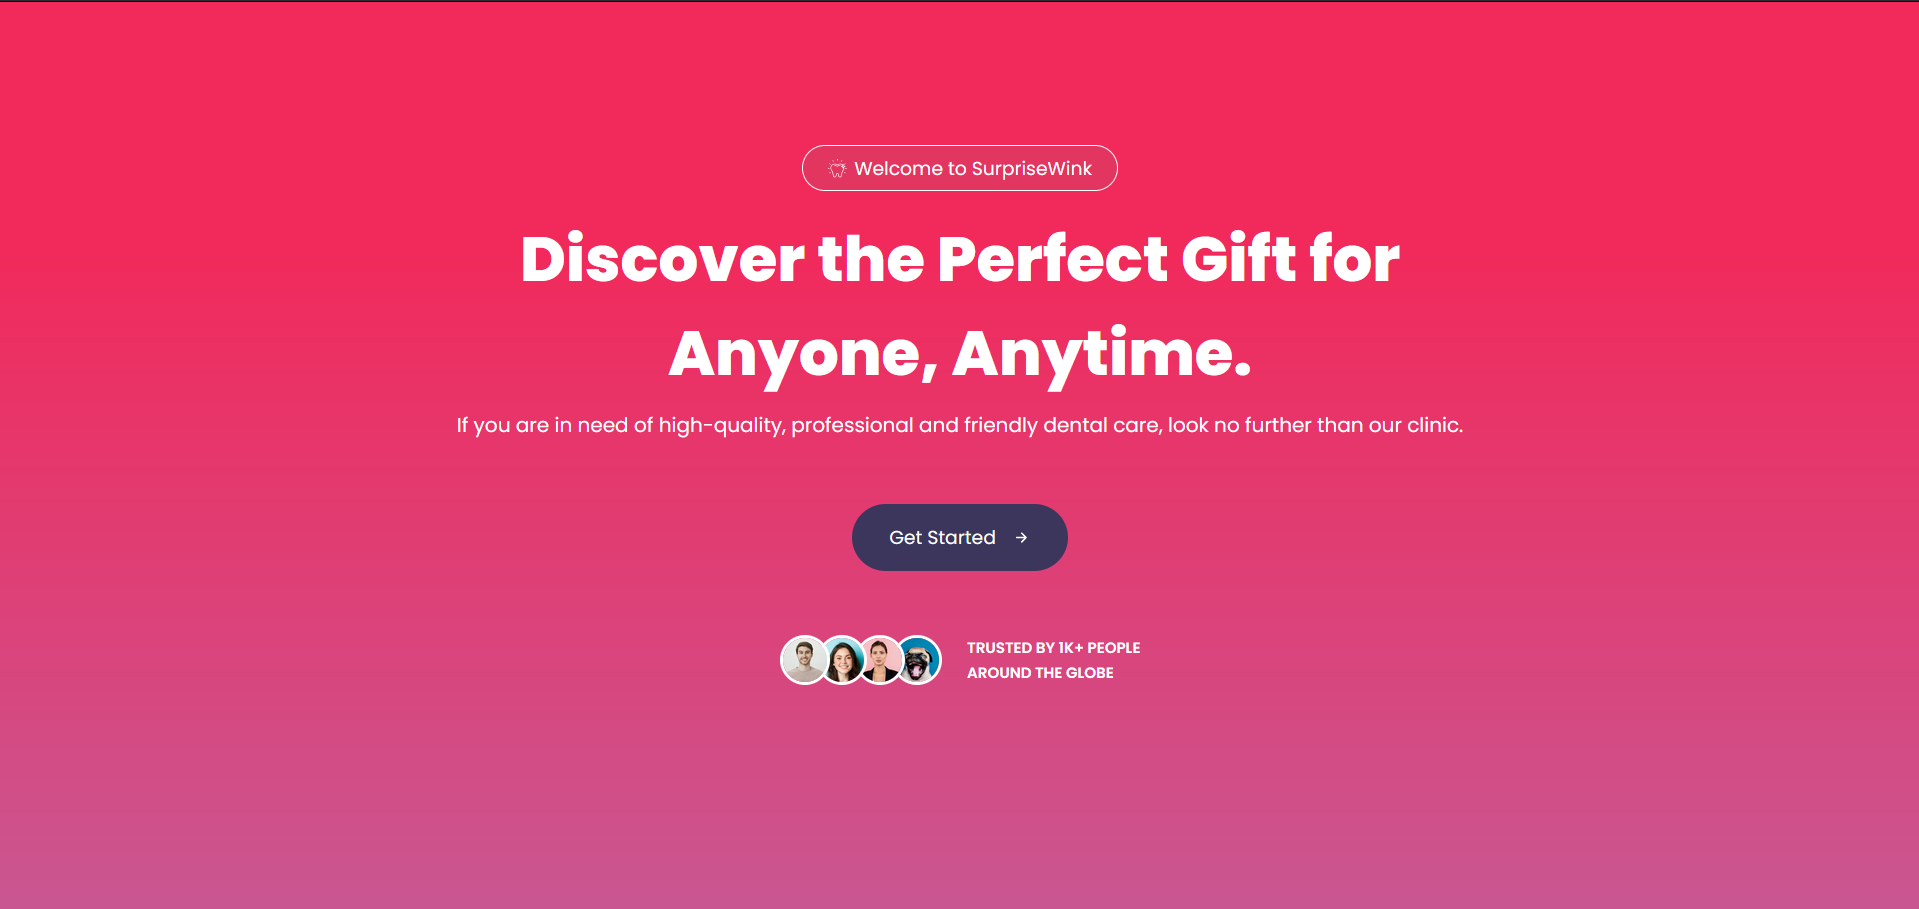 Welcome to SurpriseWink
Discover the Perfect Gift for
Anyone, Anytime.
If you are in need of high-quality, professional and friendly dental care, look no further than our clinic.
Get Started
TRUSTED BY 1K+ PEOPLE
AROUND THE GLOBE